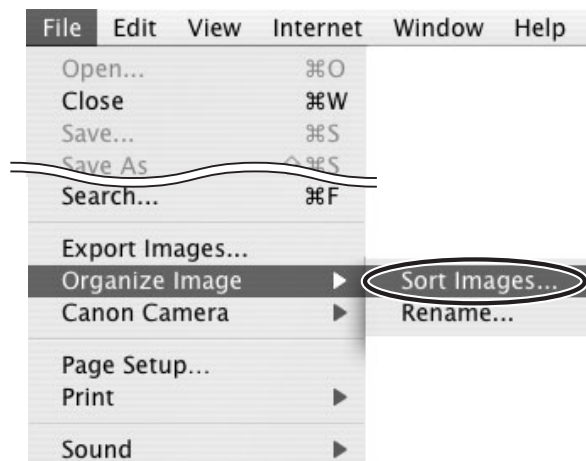 File Edit View Internet Window Help
Open... ⌘O
Close ⌘W
Save... ⌘S
Save As ⇧⌘S
Search... ⌘F
Export Images...
Organize Image
Sort Images...
Canon Camera
Rename...
Page Setup...
Print
Sound